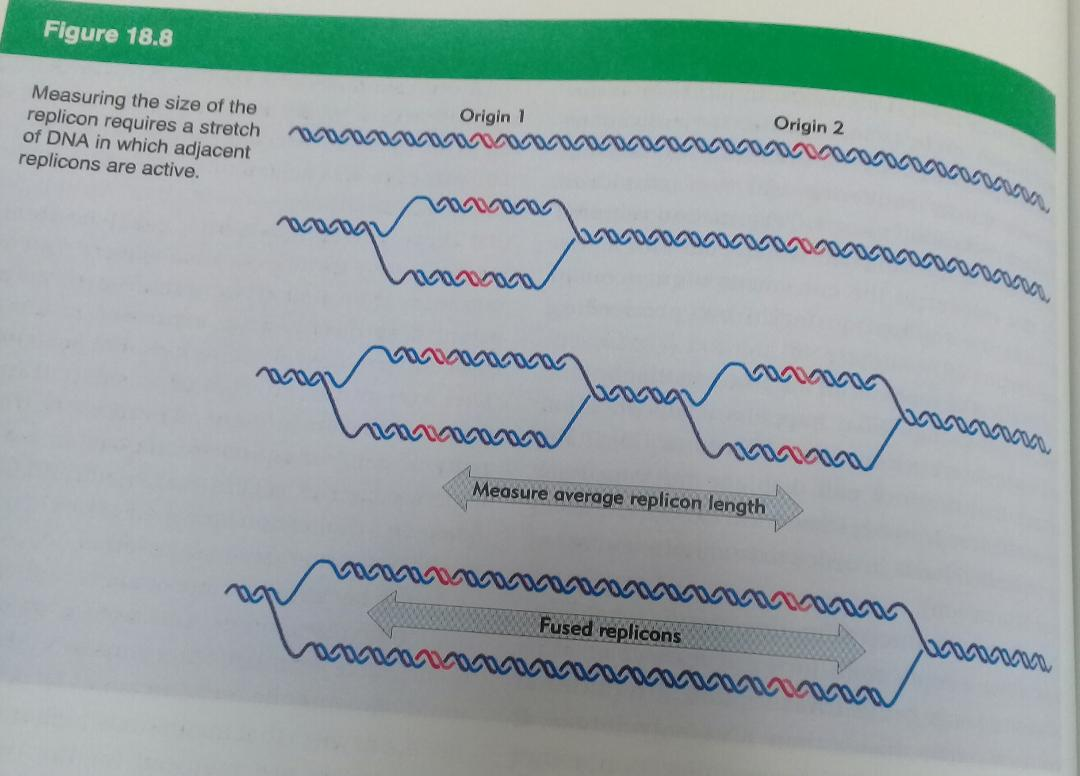 Figure 18.8
Measuring the size of the
replicon requires a stretch
of DNA in which adjacent
replicons are active.
Origin 1
Origin 2
Measure average replicon length
Fused replicons